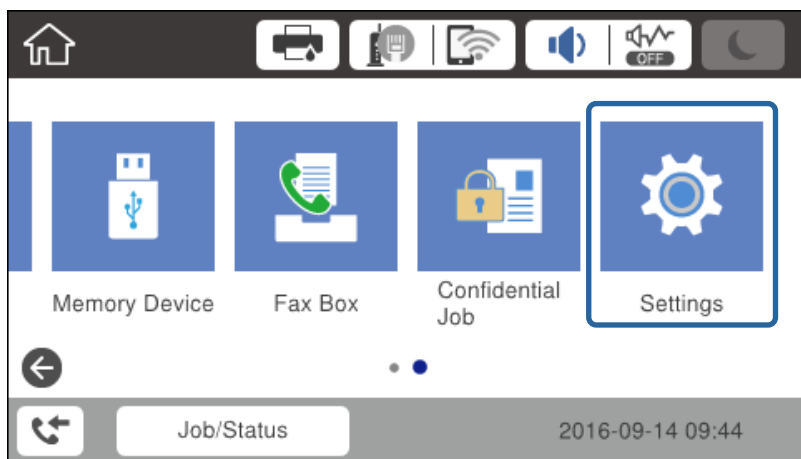 OFF
Memory Device
Fax Box
Confidential
Job
Settings
Job/Status
2016-09-14 09:44